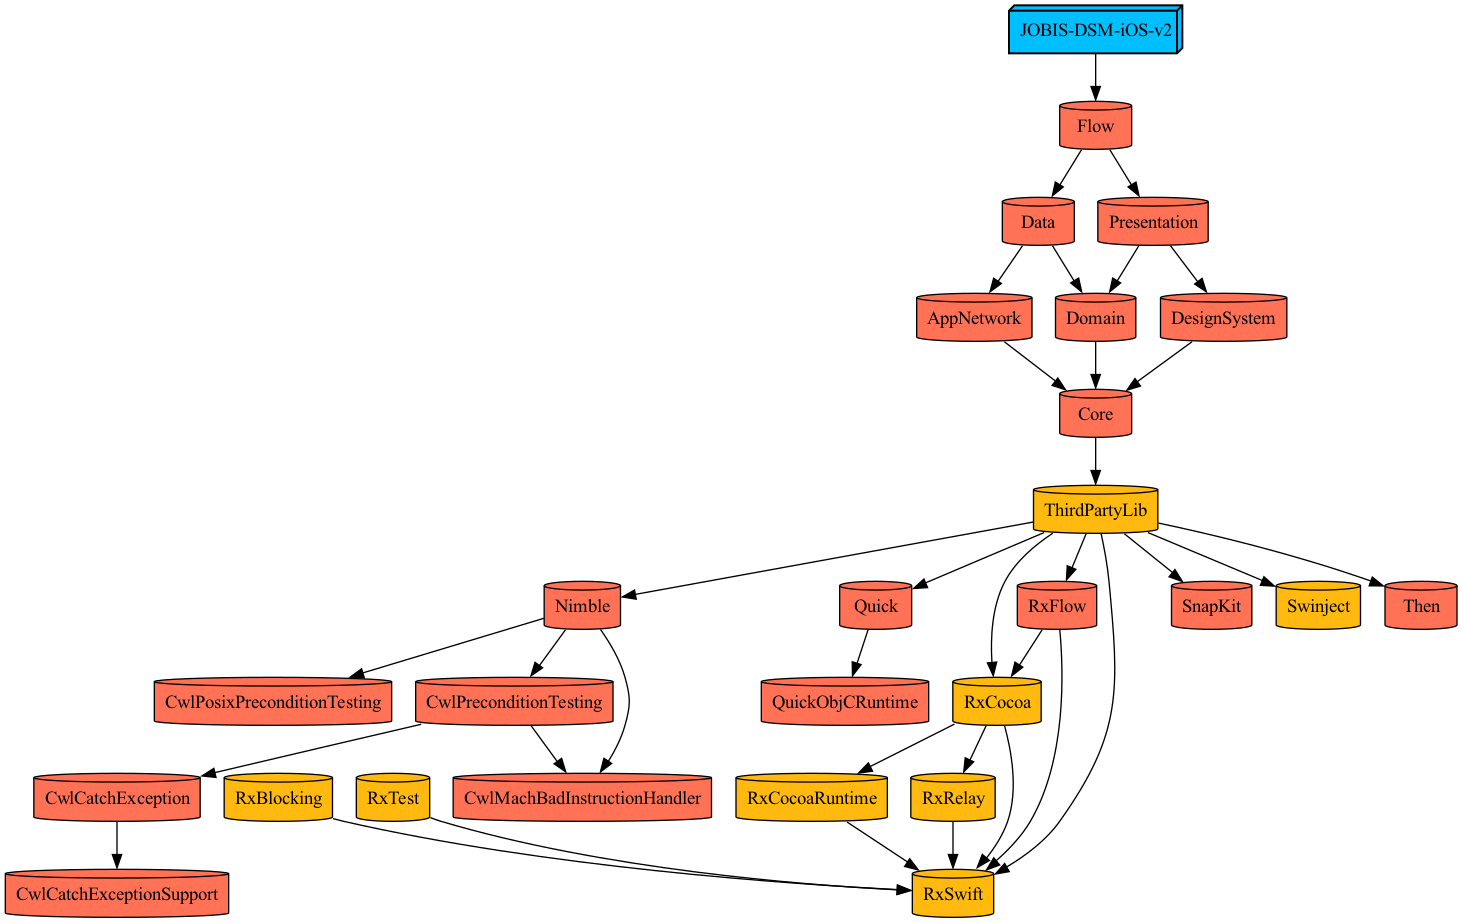 JOBIS-DSM-iOS-v2
Flow
Data
Presentation
AppNetwork
Domain
DesignSystem
Core
ThirdPartyLib
Nimble
Quick
RxFlow
SnapKit
Swinject
Then
CwlPosixPreconditionTesting
CwlPreconditionTesting
QuickObjCRuntime
RxCocoa
CwlCatchException
RxBlocking
RxTest
CwlMachBadInstructionHandler
RxCocoaRuntime
RxRelay
CwlCatchExceptionSupport
RxSwift